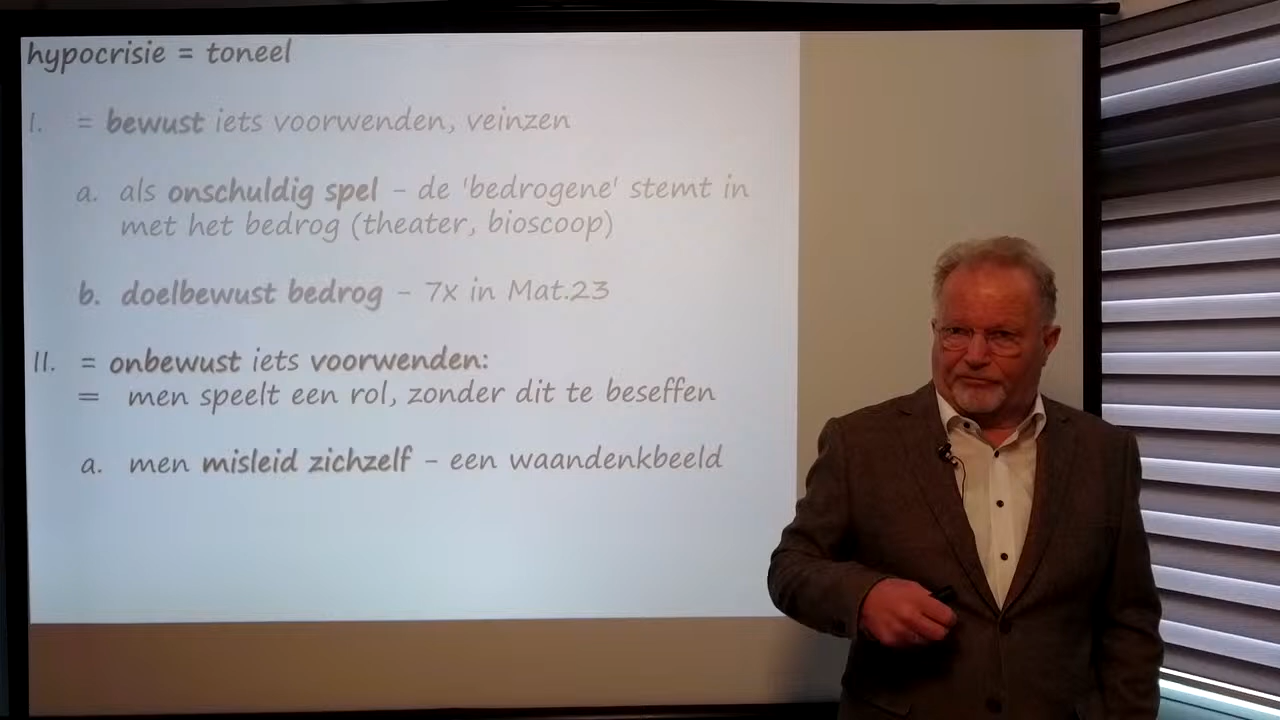 hypocrisie = toneel
I. = bewust iets voorwenden, veinzen
a. als onschuldig spel – de 'bedrogene' stemt in
met het bedrog (theater, bioscoop)
b. doelbewust bedrog – 7x in Mat.23
II. = onbewust iets voorwenden:
= men speelt een rol, zonder dit te beseffen
a. men misleid zichzelf – een waandenkbeeld